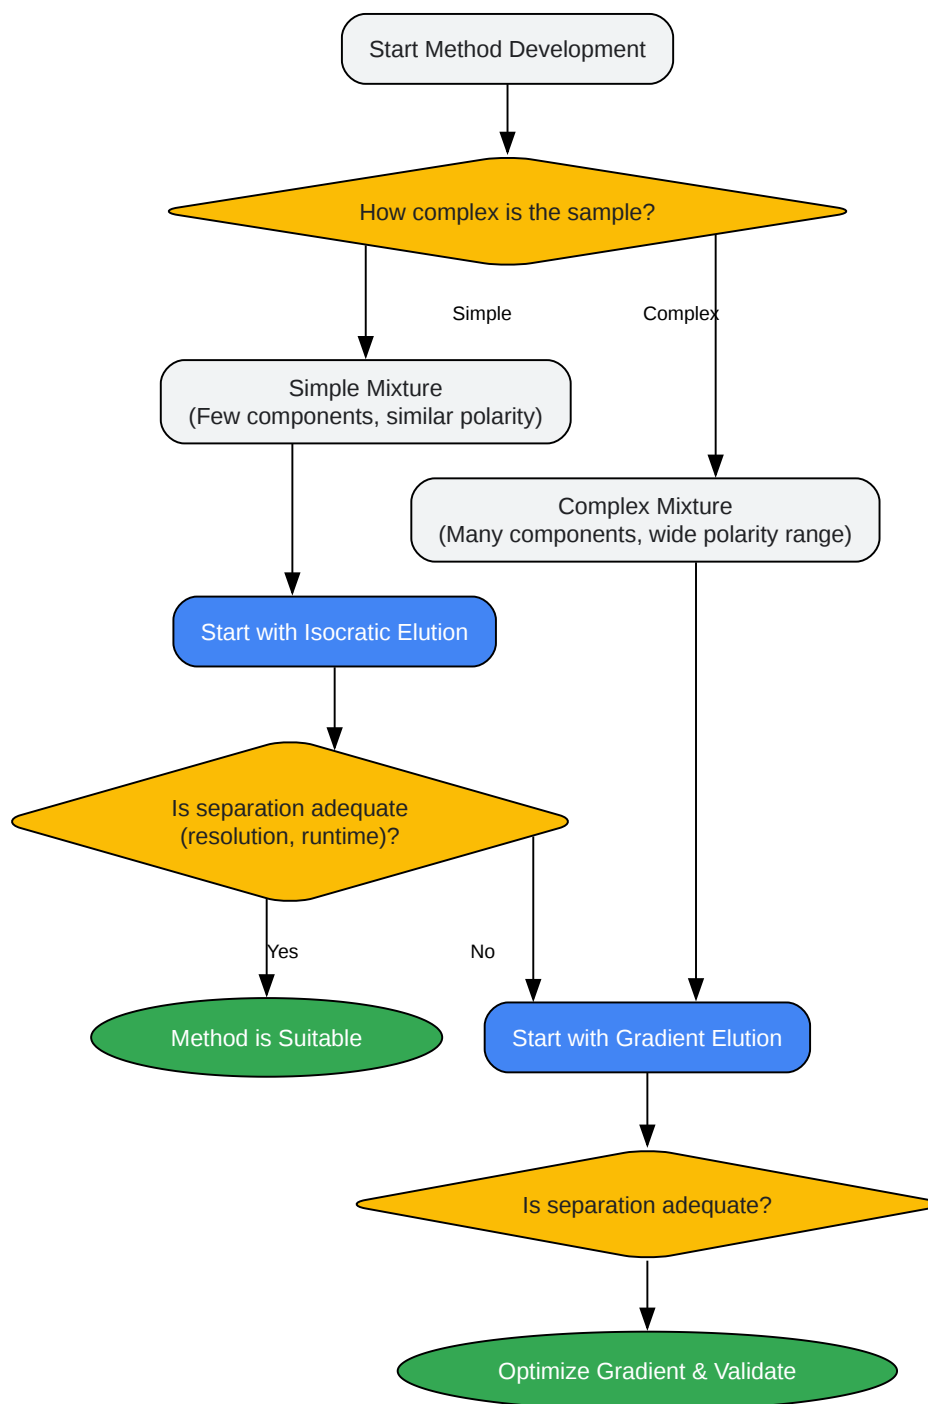 Start Method Development
How complex is the sample?
Simple
Complex
Simple Mixture
(Few components, similar polarity)
Complex Mixture
(Many components, wide polarity range)
Start with Isocratic Elution
Is separation adequate
(resolution, runtime)?
Yes
No
Method is Suitable
Start with Gradient Elution
Is separation adequate?
Optimize Gradient & Validate